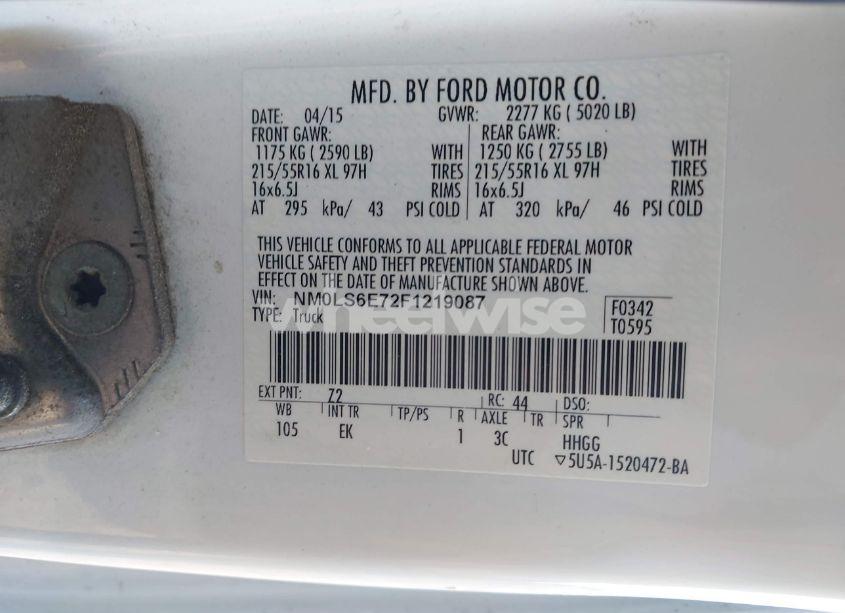 MFD. BY FORD MOTOR CO.
DATE: 04/15 GVWR: 2277 KG ( 5020 LB)
FRONT GAWR: REAR GAWR:
1175 KG ( 2590 LB) WITH 1250 KG ( 2755 LB) WITH
215/55R16 XL 97H TIRES 215/55R16 XL 97H TIRES
16x6.5J RIMS 16x6.5J RIMS
AT 295 kPa/ 43 PSI COLD AT 320 kPa/ 46 PSI COLD
THIS VEHICLE CONFORMS TO ALL APPLICABLE FEDERAL MOTOR
VEHICLE SAFETY AND THEFT PREVENTION STANDARDS IN
EFFECT ON THE DATE OF MANUFACTURE SHOWN ABOVE.
VIN: NM0LS6E72F1219087 F0342
TYPE: Truck T0595
wheelwise
EXT PNT: Z2 RC: 44 DSO:
WB INT TR TP/PS R AXLE TR SPR
105 EK 1 3C HHGG
UTC ▽5U5A-1520472-BA